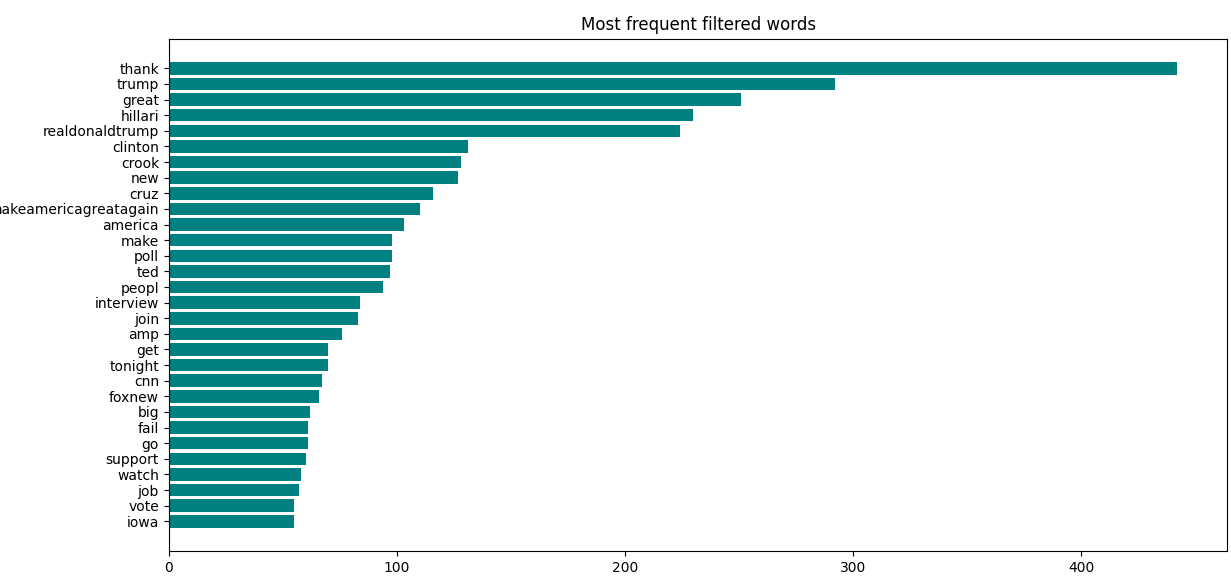 Most frequent filtered words
thank
trump
great
hillari
realdonaldtrump
clinton
crook
new
cruz
akeamericagreatagain
america
make
poll
ted
peopl
interview
join
amp
get
tonight
cnn
foxnew
big
fail
go
support
watch
job
vote
iowa
0 100 200 300 400